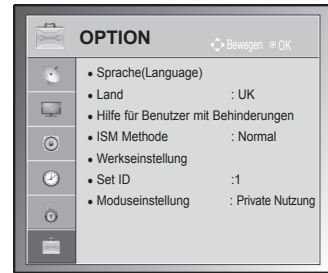 OPTION
Bewegen OK
Sprache(Language)
Land : UK
Hilfe für Benutzer mit Behinderungen
ISM Methode : Normal
Werkseinstellung
Set ID :1
Moduseinstellung : Private Nutzung